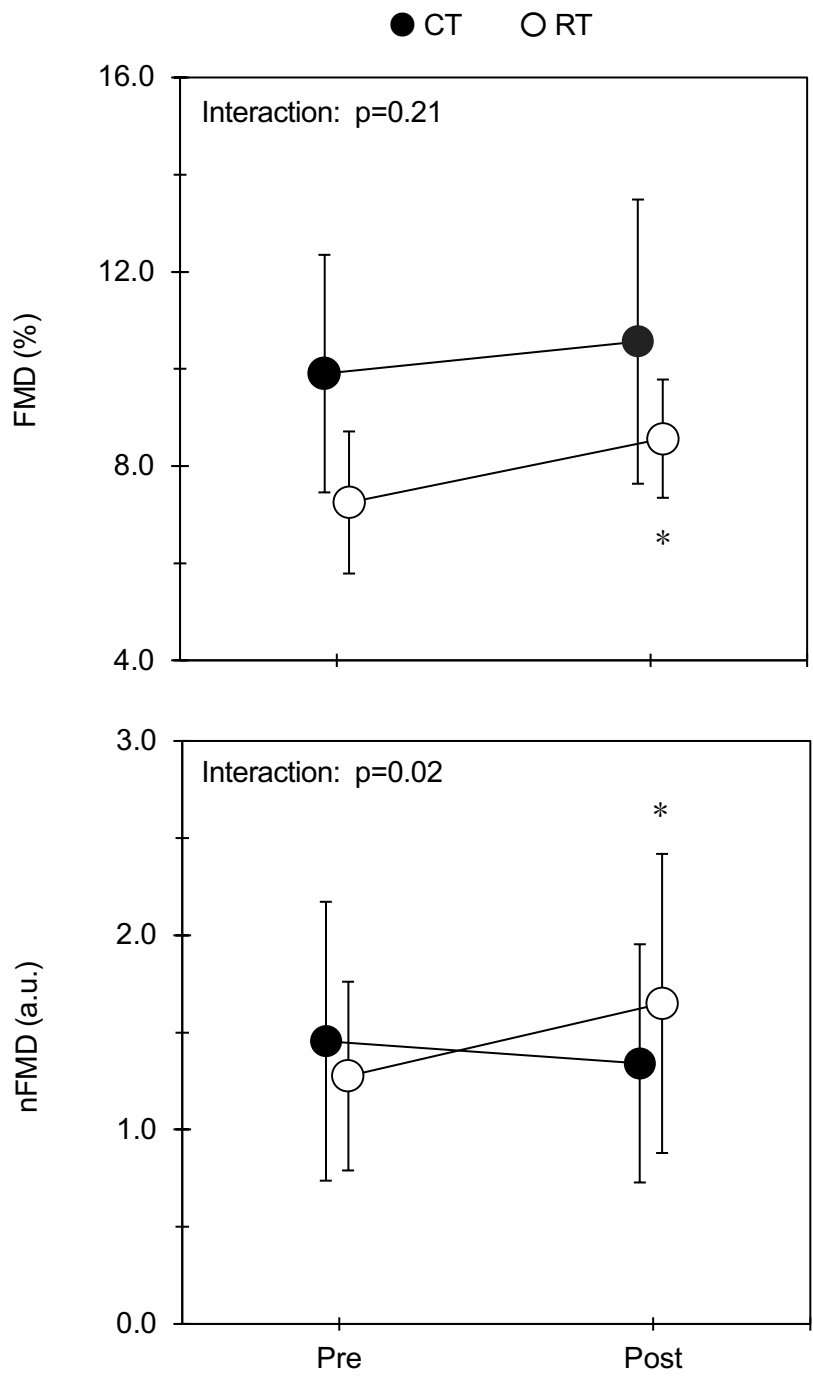 CT RT
16.0
Interaction: p=0.21
12.0
FMD (%)
8.0
*
4.0
3.0
Interaction: p=0.02
*
2.0
nFMD (a.u.)
1.0
0.0
Pre Post